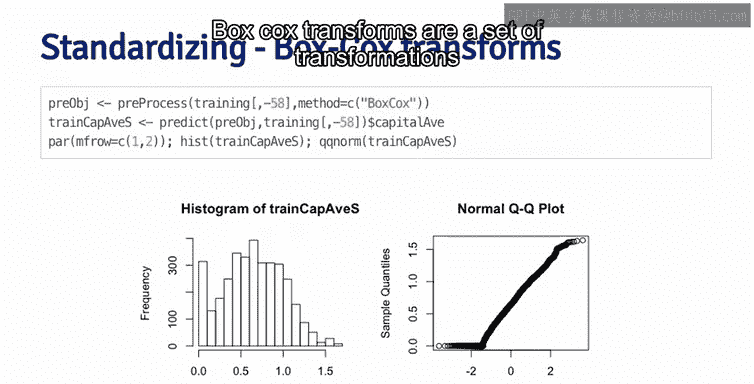 Box cox transforms are a set of
transformations
Standardizing - Box-Cox transforms
preObj <- preProcess(training[,-58],method=c("BoxCox"))
trainCapAveS <- predict(preObj,training[,-58])$capitalAve
par(mfrow=c(1,2)); hist(trainCapAveS); qqnorm(trainCapAveS)
Histogram of trainCapAveS
Normal Q-Q Plot
Frequency
0 100 300
0.0 0.5 1.0 1.5
Sample Quantiles
0.0 0.5 1.0 1.5
-2 0 2